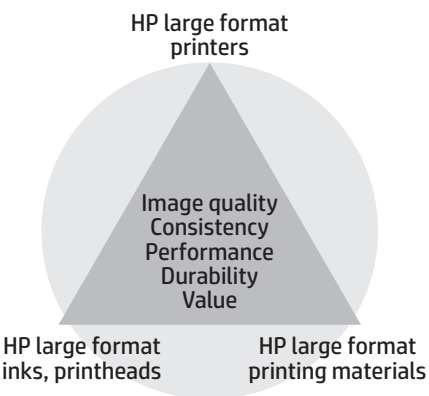 HP large format
printers
Image quality
Consistency
Performance
Durability
Value
HP large format
inks, printheads
HP large format
printing materials